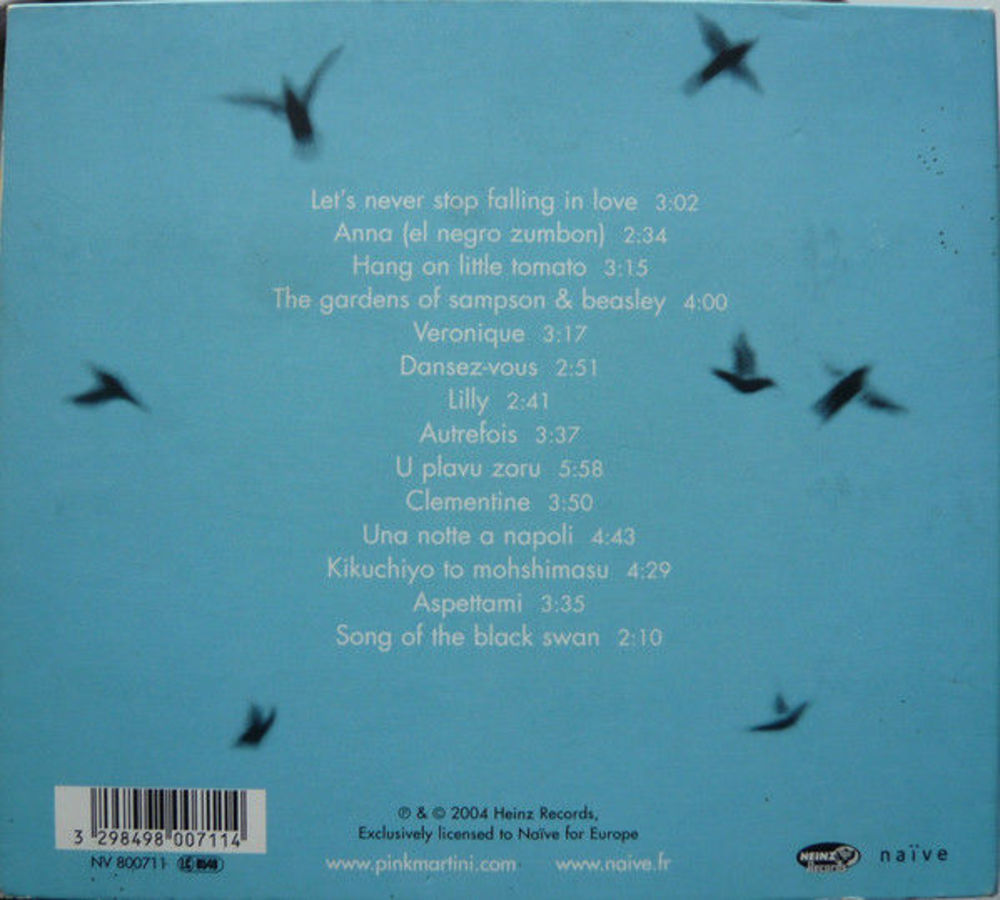 Let's never stop falling in love 3:02
Anna (el negro zumbon) 2:34
Hang on little tomato 3:15
The gardens of sampson & beasley 4:00
Veronique 3:17
Dansez-vous 2:51
Lilly 2:41
Autrefois 3:37
U plavu zoru 5:58
Clementine 3:50
Una notte a napoli 4:43
Kikuchiyo to mohshimasu 4:29
Aspettami 3:35
Song of the black swan 2:10
℗ & © 2004 Heinz Records,
Exclusively licensed to Naïve for Europe
www.pinkmartini.com www.naive.fr
3 298498 007114
NV 800711
HEINZ
Records
naïve